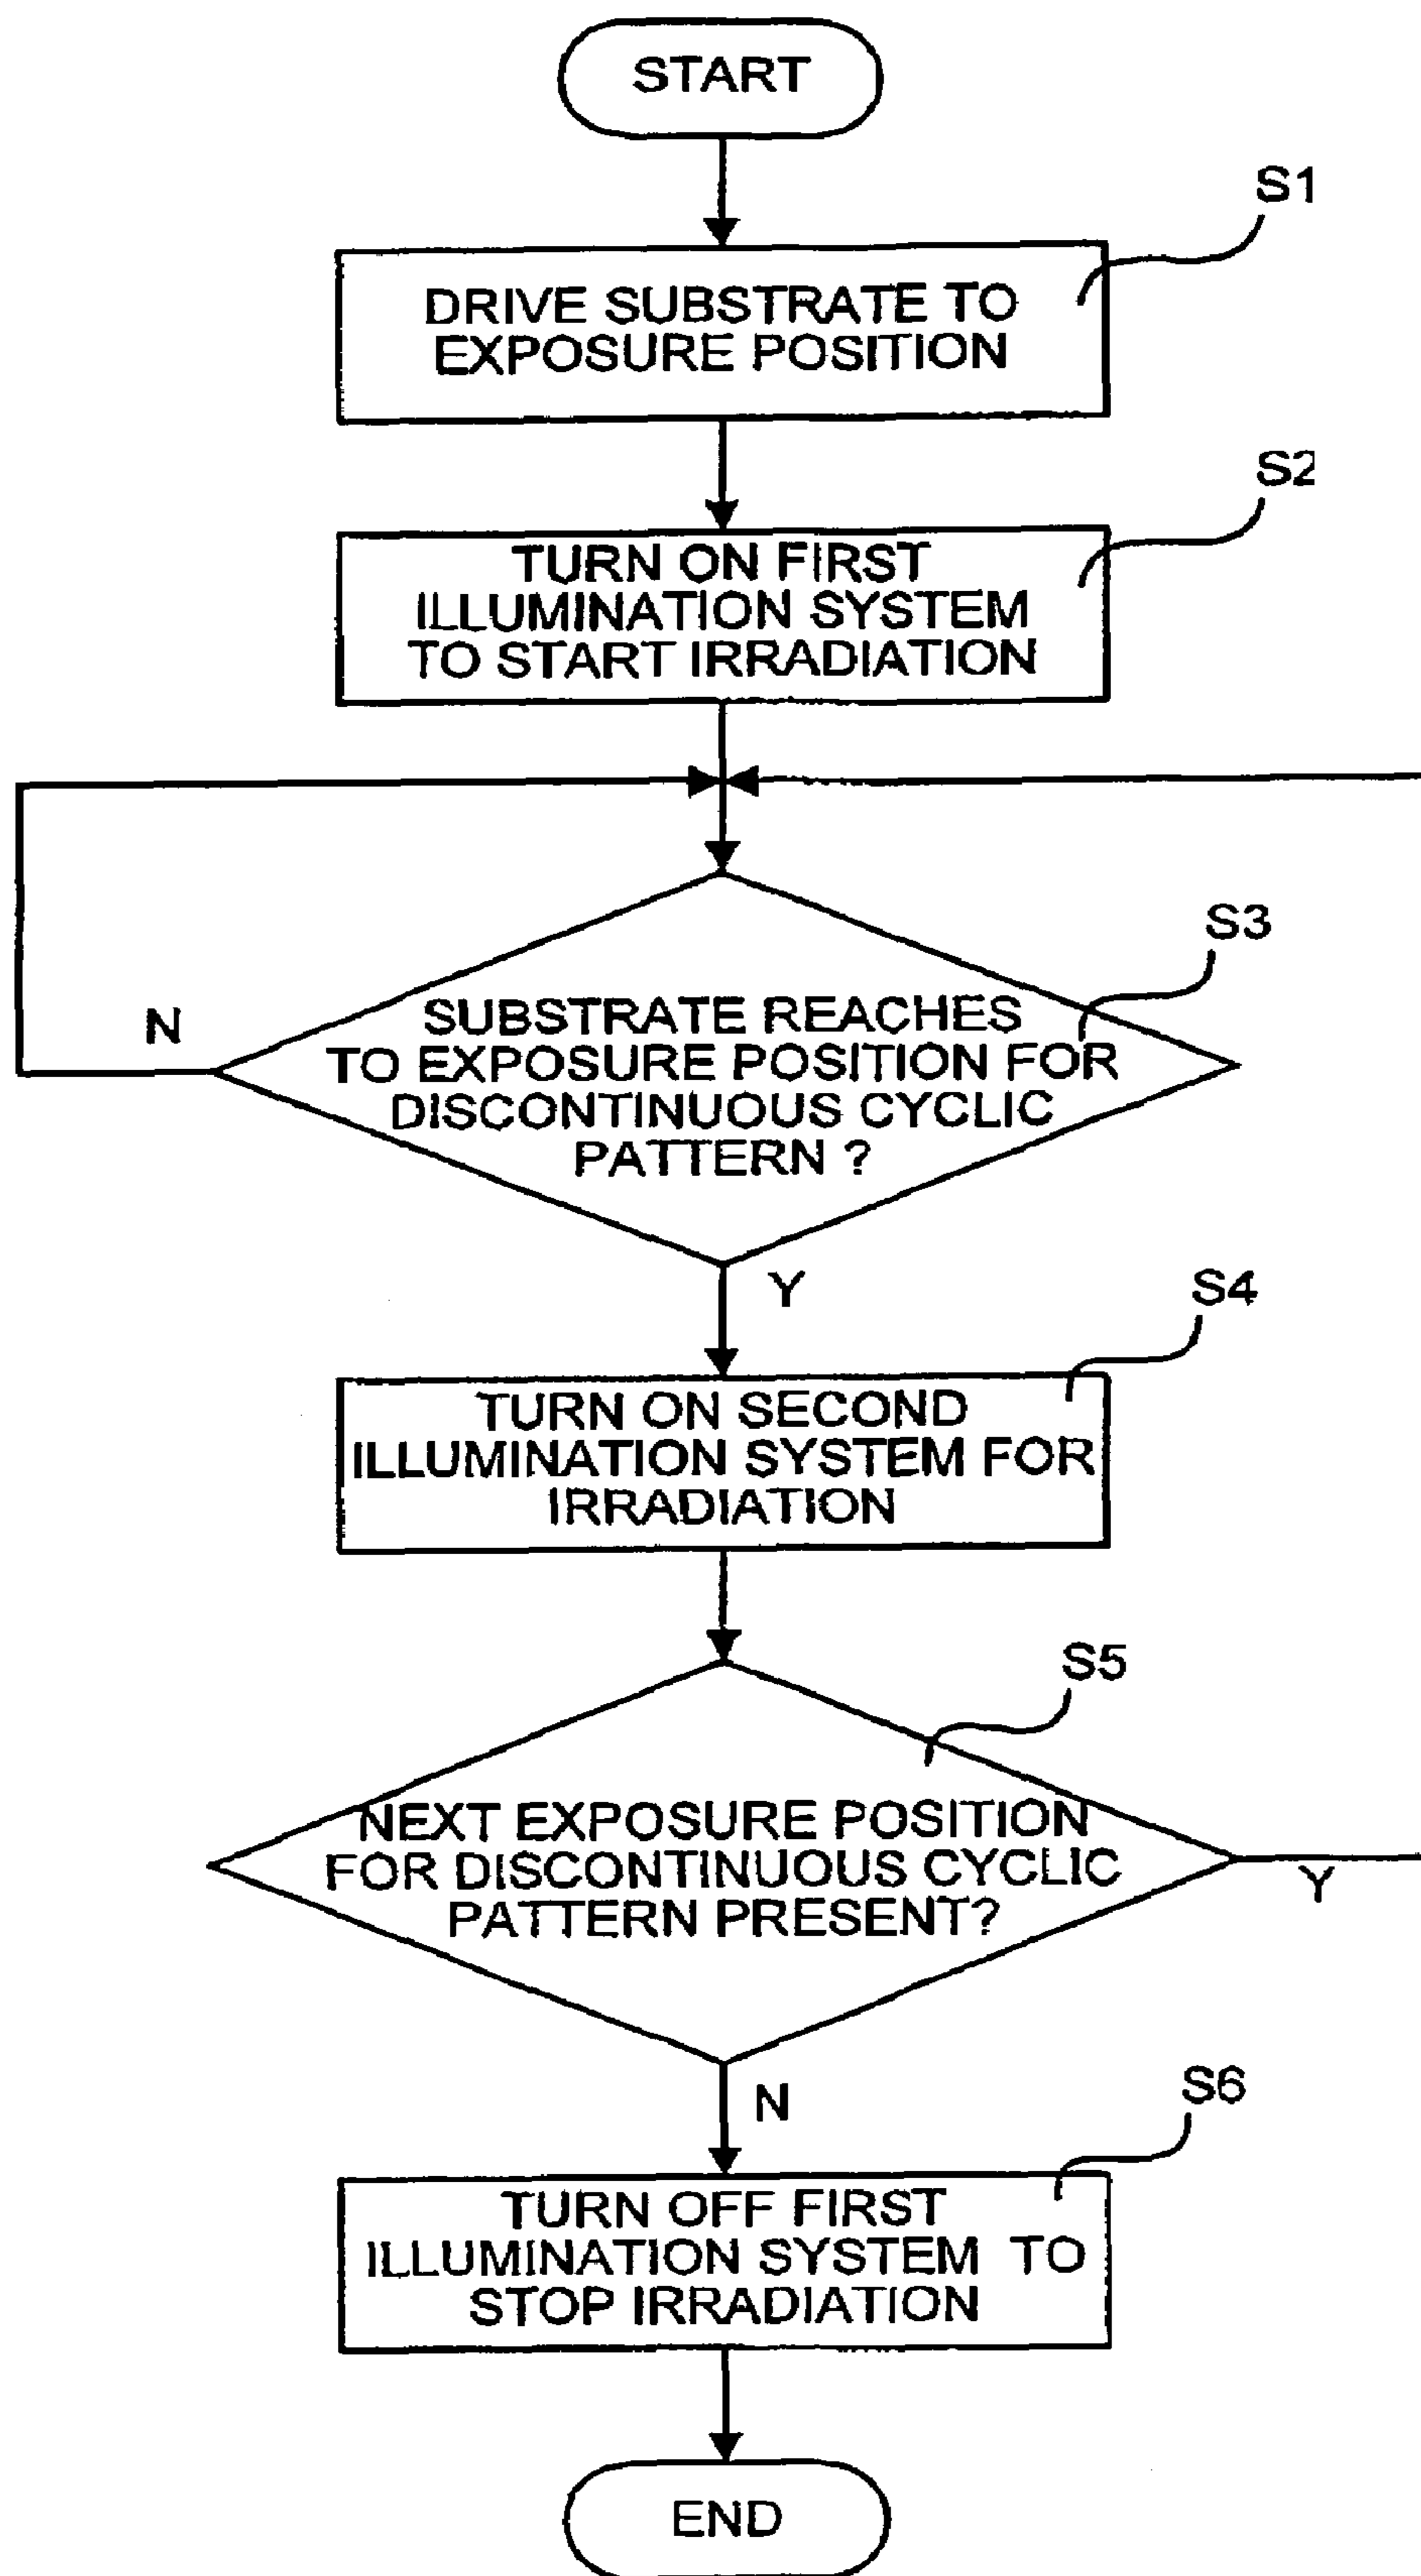 START
S1
DRIVE SUBSTRATE TO
EXPOSURE POSITION
S2
TURN ON FIRST
ILLUMINATION SYSTEM
TO START IRRADIATION
S3
SUBSTRATE REACHES
TO EXPOSURE POSITION FOR
DISCONTINUOUS CYCLIC
PATTERN ?
N
Y
S4
TURN ON SECOND
ILLUMINATION SYSTEM FOR
IRRADIATION
S5
NEXT EXPOSURE POSITION
FOR DISCONTINUOUS CYCLIC
PATTERN PRESENT?
Y
N
S6
TURN OFF FIRST
ILLUMINATION SYSTEM TO
STOP IRRADIATION
END